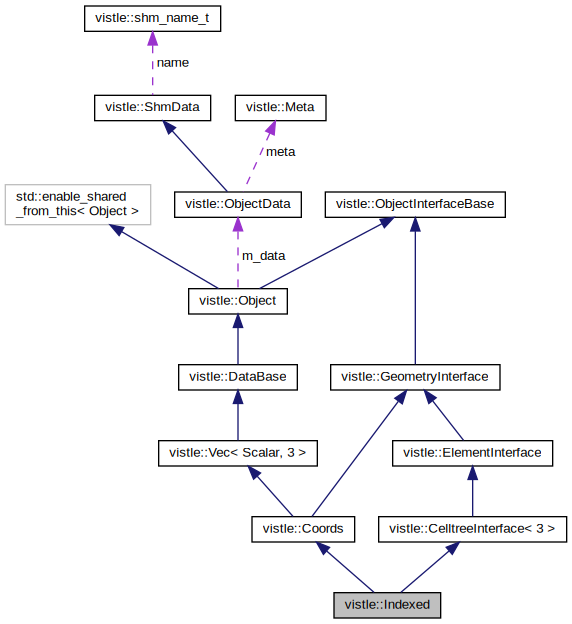 vistle::shm_name_t
name
vistle::ShmData
vistle::Meta
meta
std::enable_shared
_from_this< Object >
vistle::ObjectData
vistle::ObjectInterfaceBase
m_data
vistle::Object
vistle::DataBase
vistle::GeometryInterface
vistle::Vec< Scalar, 3 >
vistle::ElementInterface
vistle::Coords
vistle::CelltreeInterface< 3 >
vistle::Indexed